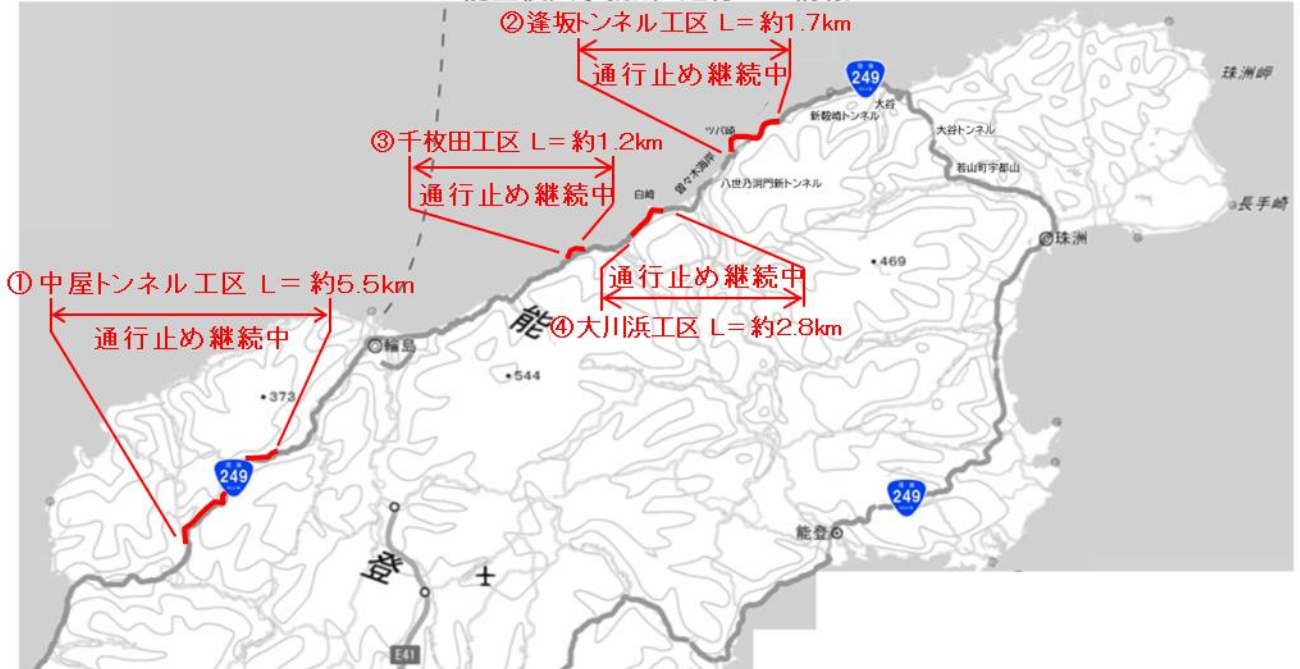 ②逢坂トンネル工区 L=約1.7km
通行止め継続中
249
珠洲岬
大谷
新毅崎トンネル
ツバ崎
大谷トンネル
③千枚田工区 L=約1.2km
曽々木海岸
若山町宇都山
八世乃洞門新トンネル
通行止め継続中
白崎
長手崎
珠洲
・469
①中屋トンネル工区 L=約5.5km
通行止め継続中
通行止め継続中
④大川浜工区 L=約2.8km
能
輪島
・544
・373
249
249
能登
登
E41